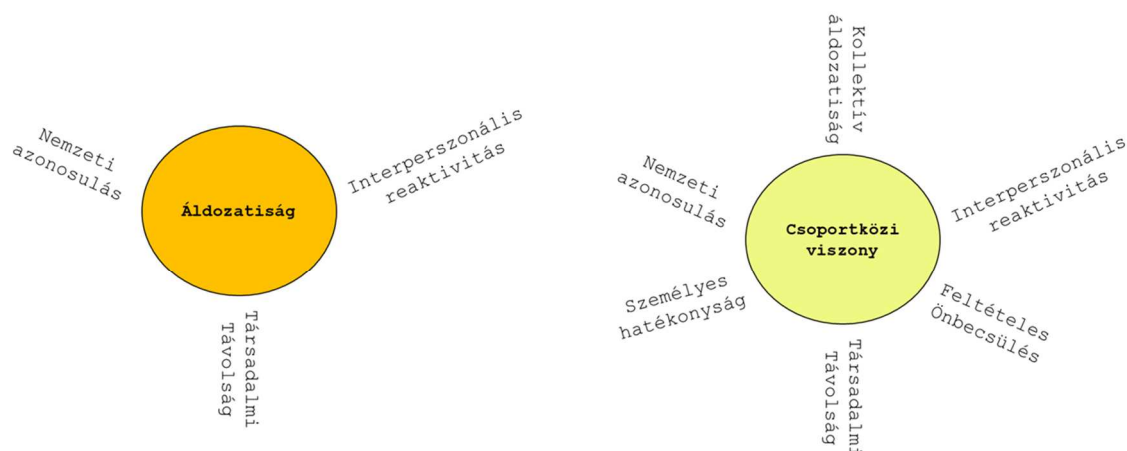 Nemzeti
azonosulás
Interperszonális
reaktivitás
Áldozatiság
Társadalmi
Távolság
Kollektív
áldozatiság
Nemzeti
azonosulás
Interperszonális
reaktivitás
Csoportközi
viszony
Személyes
hatékonyság
Feltételes
Önbecsülés
Társadalmi
Távolság